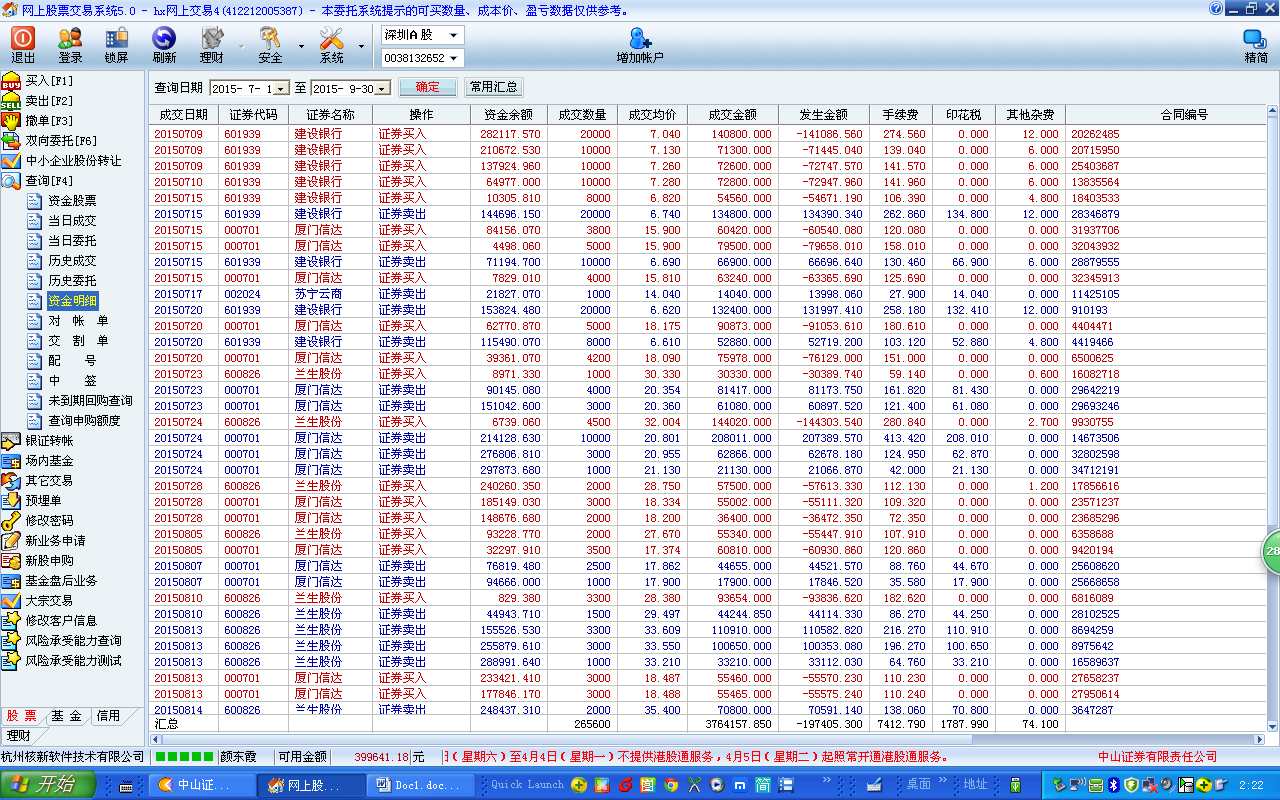 网上股票交易系统5.0 - hx网上交易4(412212005387) - 本委托系统提示的可买数量、成本价、盈亏数据仅供参考。
退出 登录 锁屏 刷新 理财 安全 系统 深圳A股 0038132652 增加帐户 精简
买入[F1]
卖出[F2]
撤单[F3]
双向委托[F6]
中小企业股份转让
查询[F4]
资金股票
当日成交
当日委托
历史成交
历史委托
资金明细
对 帐 单
交 割 单
配 号
中 签
未到期回购查询
查询申购额度
银证转帐
场内基金
其它交易
预埋单
修改密码
新业务申请
新股申购
基金盘后业务
大宗交易
修改客户信息
风险承受能力查询
风险承受能力测试
股 票 基 金 信用
理财
查询日期 2015- 7- 1 至 2015- 9-30 确定 常用汇总
成交日期 证券代码 证券名称 操作 资金余额 成交数量 成交均价 成交金额 发生金额 手续费 印花税 其他杂费 合同编号
20150709 601939 建设银行 证券买入 282117.570 20000 7.040 140800.000 -141086.560 274.560 0.000 12.000 20262485
20150709 601939 建设银行 证券买入 210672.530 10000 7.130 71300.000 -71445.040 139.040 0.000 6.000 20715950
20150709 601939 建设银行 证券买入 137924.960 10000 7.260 72600.000 -72747.570 141.570 0.000 6.000 25403687
20150710 601939 建设银行 证券买入 64977.000 10000 7.280 72800.000 -72947.960 141.960 0.000 6.000 13835564
20150715 601939 建设银行 证券买入 10305.810 8000 6.820 54560.000 -54671.190 106.390 0.000 4.800 18403533
20150715 601939 建设银行 证券卖出 144696.150 20000 6.740 134800.000 134390.340 262.860 134.800 12.000 28346879
20150715 000701 厦门信达 证券买入 84156.070 3800 15.900 60420.000 -60540.080 120.080 0.000 0.000 31937706
20150715 000701 厦门信达 证券买入 4498.060 5000 15.900 79500.000 -79658.010 158.010 0.000 0.000 32043932
20150715 601939 建设银行 证券卖出 71194.700 10000 6.690 66900.000 66696.640 130.460 66.900 6.000 28879555
20150715 000701 厦门信达 证券买入 7829.010 4000 15.810 63240.000 -63365.690 125.690 0.000 0.000 32345913
20150717 002024 苏宁云商 证券卖出 21827.070 1000 14.040 14040.000 13998.060 27.900 14.040 0.000 11425105
20150720 601939 建设银行 证券卖出 153824.480 20000 6.620 132400.000 131997.410 258.180 132.410 12.000 910193
20150720 000701 厦门信达 证券买入 62770.870 5000 18.175 90873.000 -91053.610 180.610 0.000 0.000 4404471
20150720 601939 建设银行 证券卖出 115490.070 8000 6.610 52880.000 52719.200 103.120 52.880 4.800 4419466
20150720 000701 厦门信达 证券买入 39361.070 4200 18.090 75978.000 -76129.000 151.000 0.000 0.000 6500625
20150723 600826 兰生股份 证券买入 8971.330 1000 30.330 30330.000 -30389.740 59.140 0.000 0.600 16082718
20150723 000701 厦门信达 证券卖出 90145.080 4000 20.354 81417.000 81173.750 161.820 81.430 0.000 29642219
20150723 000701 厦门信达 证券卖出 151042.600 3000 20.360 61080.000 60897.520 121.400 61.080 0.000 29693246
20150724 600826 兰生股份 证券买入 6739.060 4500 32.004 144020.000 -144303.540 280.840 0.000 2.700 9930755
20150724 000701 厦门信达 证券卖出 214128.630 10000 20.801 208011.000 207389.570 413.420 208.010 0.000 14673506
20150724 000701 厦门信达 证券卖出 276806.810 3000 20.955 62866.000 62678.180 124.950 62.870 0.000 32802598
20150724 000701 厦门信达 证券卖出 297873.680 1000 21.130 21130.000 21066.870 42.000 21.130 0.000 34712191
20150728 600826 兰生股份 证券买入 240260.350 2000 28.750 57500.000 -57613.330 112.130 0.000 1.200 17856616
20150728 000701 厦门信达 证券买入 185149.030 3000 18.334 55002.000 -55111.320 109.320 0.000 0.000 23571237
20150728 000701 厦门信达 证券买入 148676.680 2000 18.200 36400.000 -36472.350 72.350 0.000 0.000 23685296
20150805 600826 兰生股份 证券买入 93228.770 2000 27.670 55340.000 -55447.910 107.910 0.000 0.000 6358688
20150805 000701 厦门信达 证券买入 32297.910 3500 17.374 60810.000 -60930.860 120.860 0.000 0.000 9420194
20150807 000701 厦门信达 证券卖出 76819.480 2500 17.862 44655.000 44521.570 88.760 44.670 0.000 25608620
20150807 000701 厦门信达 证券卖出 94666.000 1000 17.900 17900.000 17846.520 35.580 17.900 0.000 25668658
20150810 600826 兰生股份 证券买入 829.380 3300 28.380 93654.000 -93836.620 182.620 0.000 0.000 6816089
20150810 600826 兰生股份 证券卖出 44943.710 1500 29.497 44244.850 44114.330 86.270 44.250 0.000 28102525
20150813 600826 兰生股份 证券卖出 155526.530 3300 33.609 110910.000 110582.820 216.270 110.910 0.000 8694259
20150813 600826 兰生股份 证券卖出 255879.610 3000 33.550 100650.000 100353.080 196.270 100.650 0.000 8975642
20150813 600826 兰生股份 证券卖出 288991.640 1000 33.210 33210.000 33112.030 64.760 33.210 0.000 16589637
20150813 000701 厦门信达 证券买入 233421.410 3000 18.487 55460.000 -55570.230 110.230 0.000 0.000 27658237
20150813 000701 厦门信达 证券买入 177846.170 3000 18.488 55465.000 -55575.240 110.240 0.000 0.000 27950614
20150814 600826 兰生股份 证券卖出 248437.310 2000 35.400 70800.000 70591.140 138.060 70.800 0.000 3647287
汇总 265600 3764157.850 -197405.300 7412.790 1787.990 74.100
28
杭州核新软件技术有限公司 颜东霞 可用金额 399641.18 元 日（星期六）至4月4日（星期一）不提供港股通服务，4月5日（星期二）起照常开通港股通服务。 中山证券有限责任公司
开始 中山证... 网上股... Doc1.doc... Quick Launch 简 桌面 地址 2:22